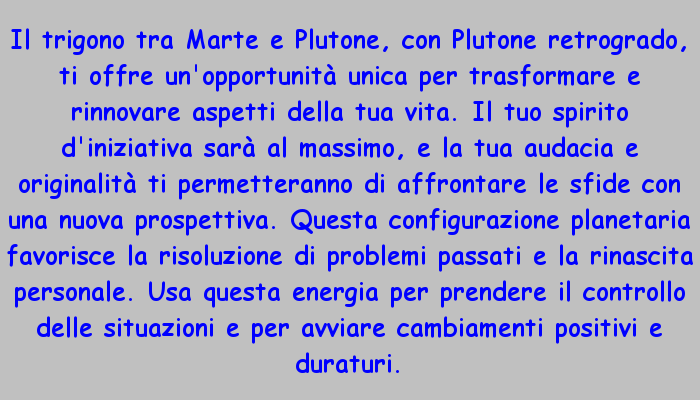 Il trigono tra Marte e Plutone, con Plutone retrogrado,
ti offre un'opportunità unica per trasformare e
rinnovare aspetti della tua vita. Il tuo spirito
d'iniziativa sarà al massimo, e la tua audacia e
originalità ti permetteranno di affrontare le sfide con
una nuova prospettiva. Questa configurazione planetaria
favorisce la risoluzione di problemi passati e la rinascita
personale. Usa questa energia per prendere il controllo
delle situazioni e per avviare cambiamenti positivi e
duraturi.